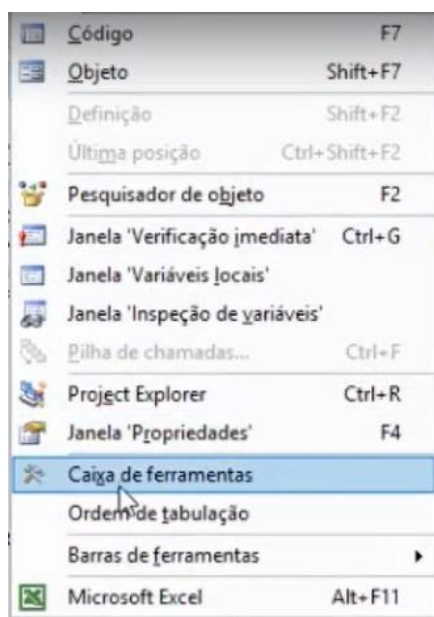 Código F7
Objeto Shift+F7
Definição Shift+F2
Última posição Ctrl+Shift+F2
Pesquisador de objeto F2
Janela 'Verificação imediata' Ctrl+G
Janela 'Variáveis locais'
Janela 'Inspeção de variáveis'
Pilha de chamadas... Ctrl+F
Project Explorer Ctrl+R
Janela 'Propriedades' F4
Caixa de ferramentas
Ordem de tabulação
Barras de ferramentas
Microsoft Excel Alt+F11